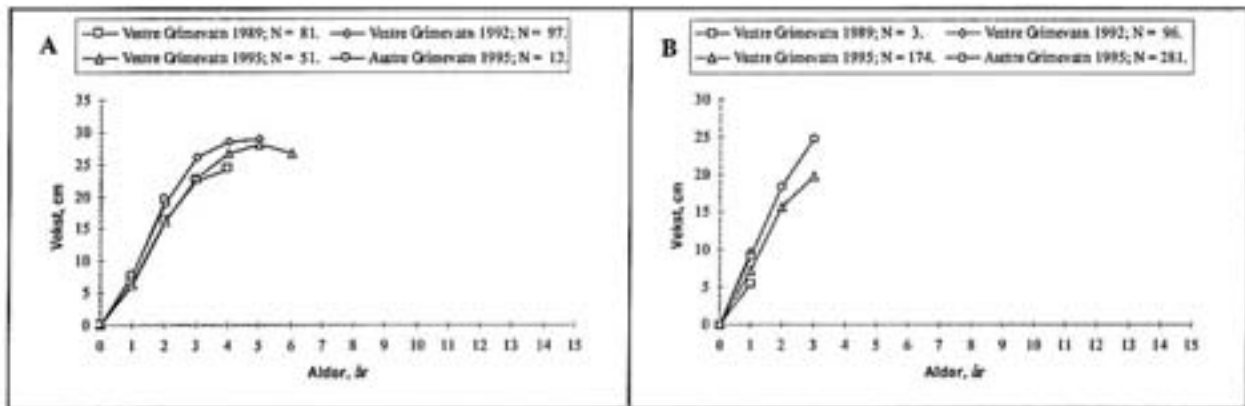 A
Vestre Grimevatn 1989; N = 81. Vestre Grimevatn 1992; N = 97.
Vestre Grimevatn 1995; N = 51. Austre Grimevatn 1995; N = 12.
35
30
25
20
15
10
5
0
Vekst, cm
0 1 2 3 4 5 6 7 8 9 10 11 12 13 14 15
Alder, år
B
Vestre Grimevatn 1989; N = 3. Vestre Grimevatn 1992; N = 96.
Vestre Grimevatn 1995; N = 174. Austre Grimevatn 1995; N = 281.
30
25
20
15
10
5
0
Vekst, cm
0 1 2 3 4 5 6 7 8 9 10 11 12 13 14 15
Alder, år